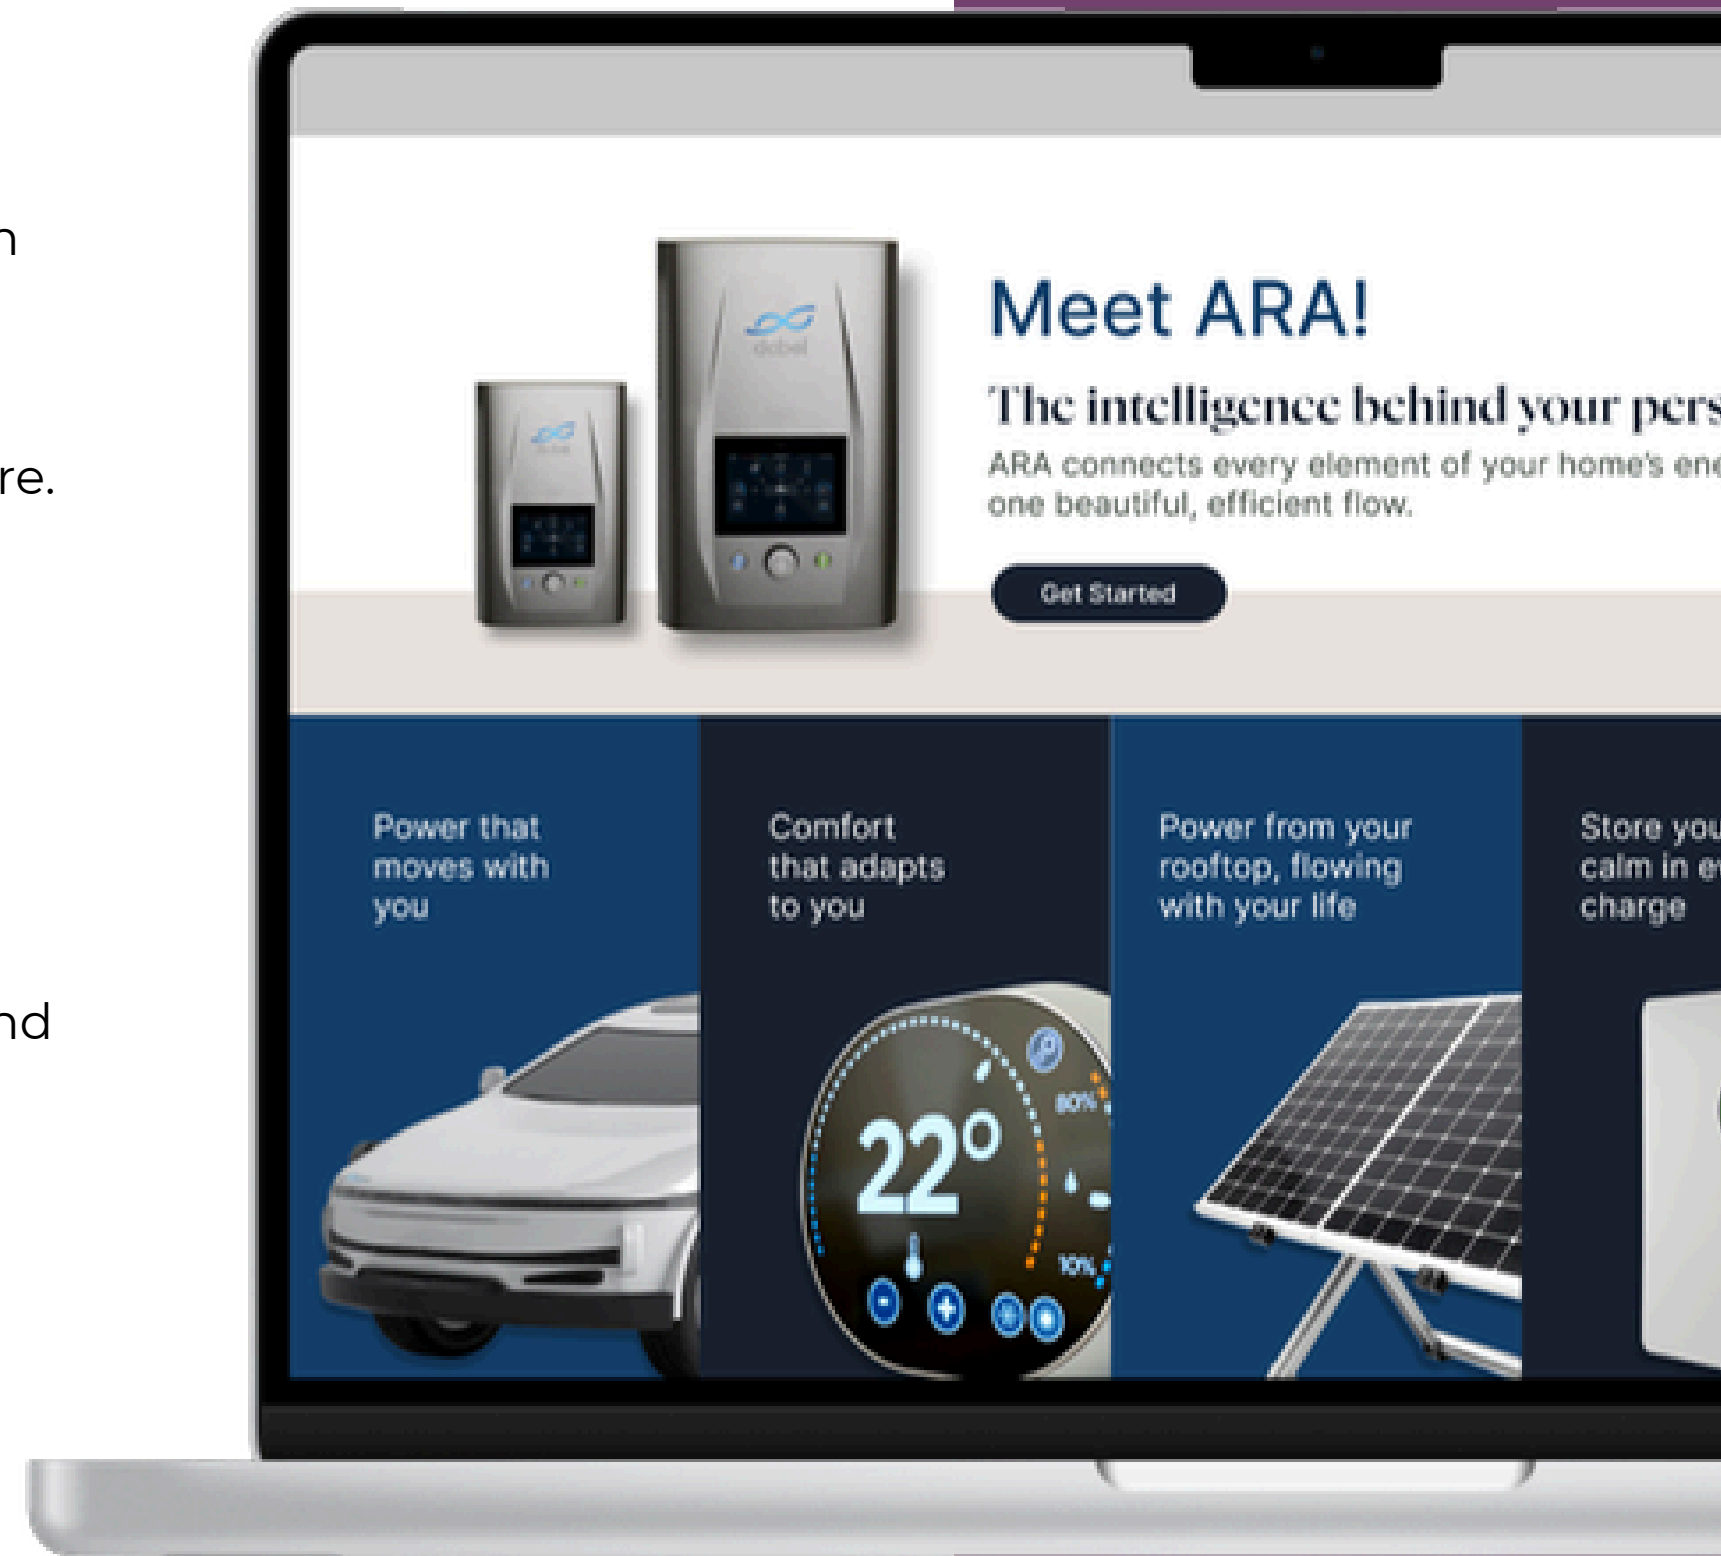 n
re.
nd
dcbel
Meet ARA!
The intelligence behind your pers
ARA connects every element of your home's ene
one beautiful, efficient flow.
Get Started
Power that
moves with
you
Comfort
that adapts
to you
Power from your
rooftop, flowing
with your life
Store you
calm in ev
charge
80%
22°
10%